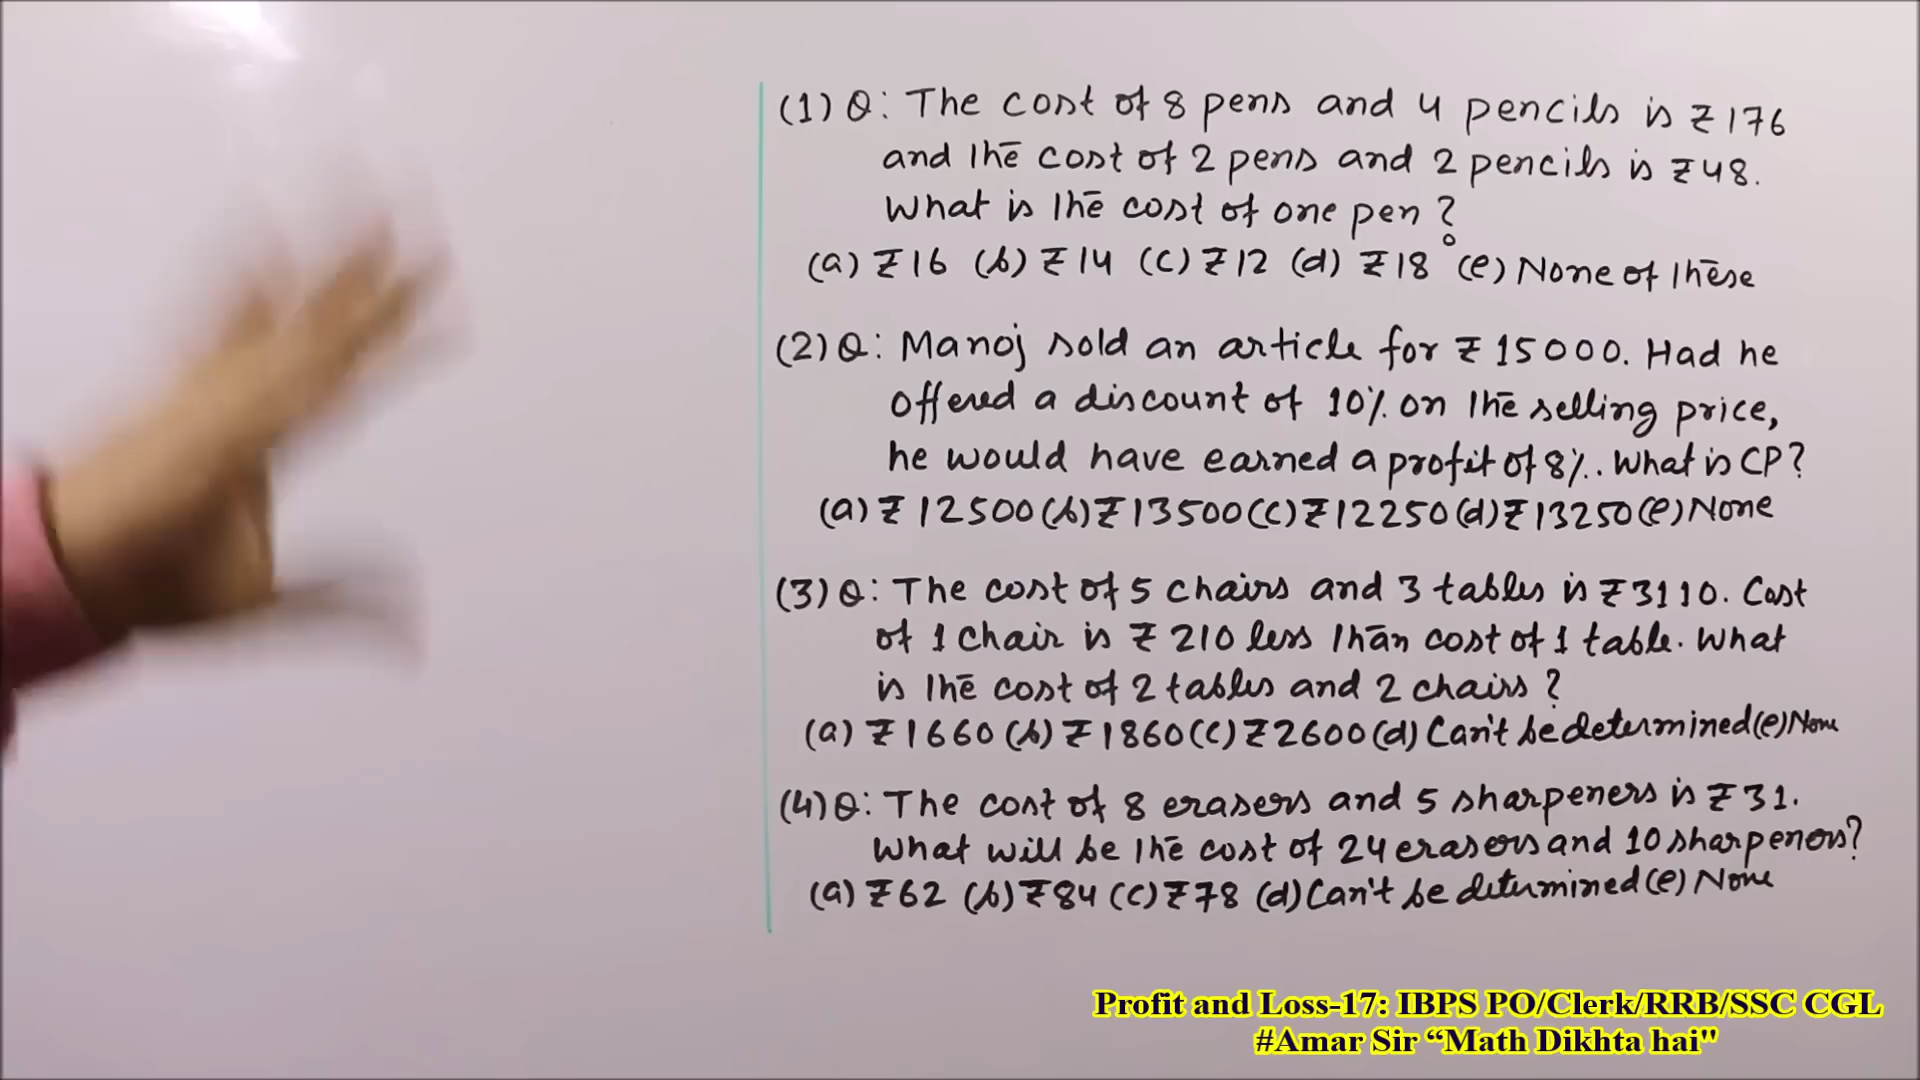 (1) Q: The cost of 8 pens and 4 pencils is ₹176
and the cost of 2 pens and 2 pencils is ₹48.
What is the cost of one pen?
(a) ₹16 (b) ₹14 (c) ₹12 (d) ₹18 (e) None of these
(2) Q: Manoj sold an article for ₹15000. Had he
offered a discount of 10% on the selling price,
he would have earned a profit of 8%. What is CP?
(a) ₹12500 (b) ₹13500 (c) ₹12250 (d) ₹13250 (e) None
(3) Q: The cost of 5 chairs and 3 tables is ₹3110. Cost
of 1 chair is ₹210 less than cost of 1 table. What
is the cost of 2 tables and 2 chairs?
(a) ₹1660 (b) ₹1860 (c) ₹2600 (d) Can't be determined (e) None
(4) Q: The cost of 8 erasers and 5 sharpeners is ₹31.
What will be the cost of 24 erasers and 10 sharpeners?
(a) ₹62 (b) ₹84 (c) ₹78 (d) Can't be determined (e) None
Profit and Loss-17: IBPS PO/Clerk/RRB/SSC CGL
#Amar Sir “Math Dikhta hai"